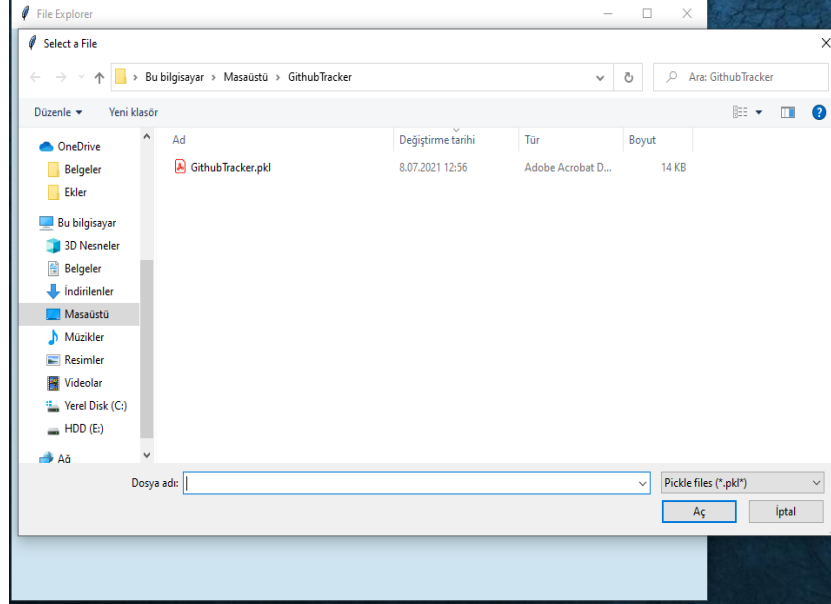 File Explorer
Select a File
Bu bilgisayar > Masaüstü > GithubTracker
Ara: GithubTracker
Düzenle Yeni klasör
Ad Değiştirme tarihi Tür Boyut
GithubTracker.pkl 8.07.2021 12:56 Adobe Acrobat D... 14 KB
OneDrive
Belgeler
Ekler
Bu bilgisayar
3D Nesneler
Belgeler
İndirilenler
Masaüstü
Müzikler
Resimler
Videolar
Yerel Disk (C:)
HDD (E:)
Ağ
Dosya adı: Pickle files (*.pkl*)
Aç İptal